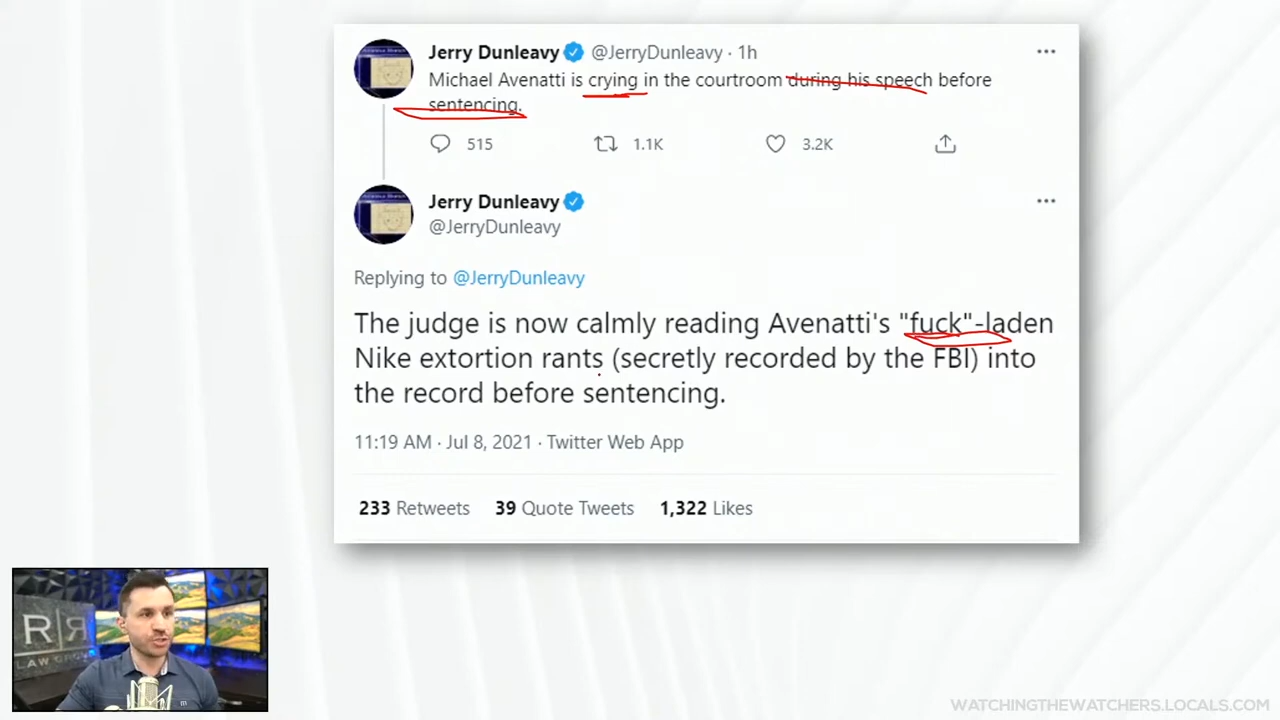 Jerry Dunleavy @JerryDunleavy · 1h
Michael Avenatti is crying in the courtroom during his speech before
sentencing.
515 1.1K 3.2K
Jerry Dunleavy
@JerryDunleavy
Replying to @JerryDunleavy
The judge is now calmly reading Avenatti's "fuck"-laden
Nike extortion rants (secretly recorded by the FBI) into
the record before sentencing.
11:19 AM · Jul 8, 2021 · Twitter Web App
233 Retweets 39 Quote Tweets 1,322 Likes
R R
LAW GROUP
WATCHINGTHEWATCHERS.LOCALS.COM